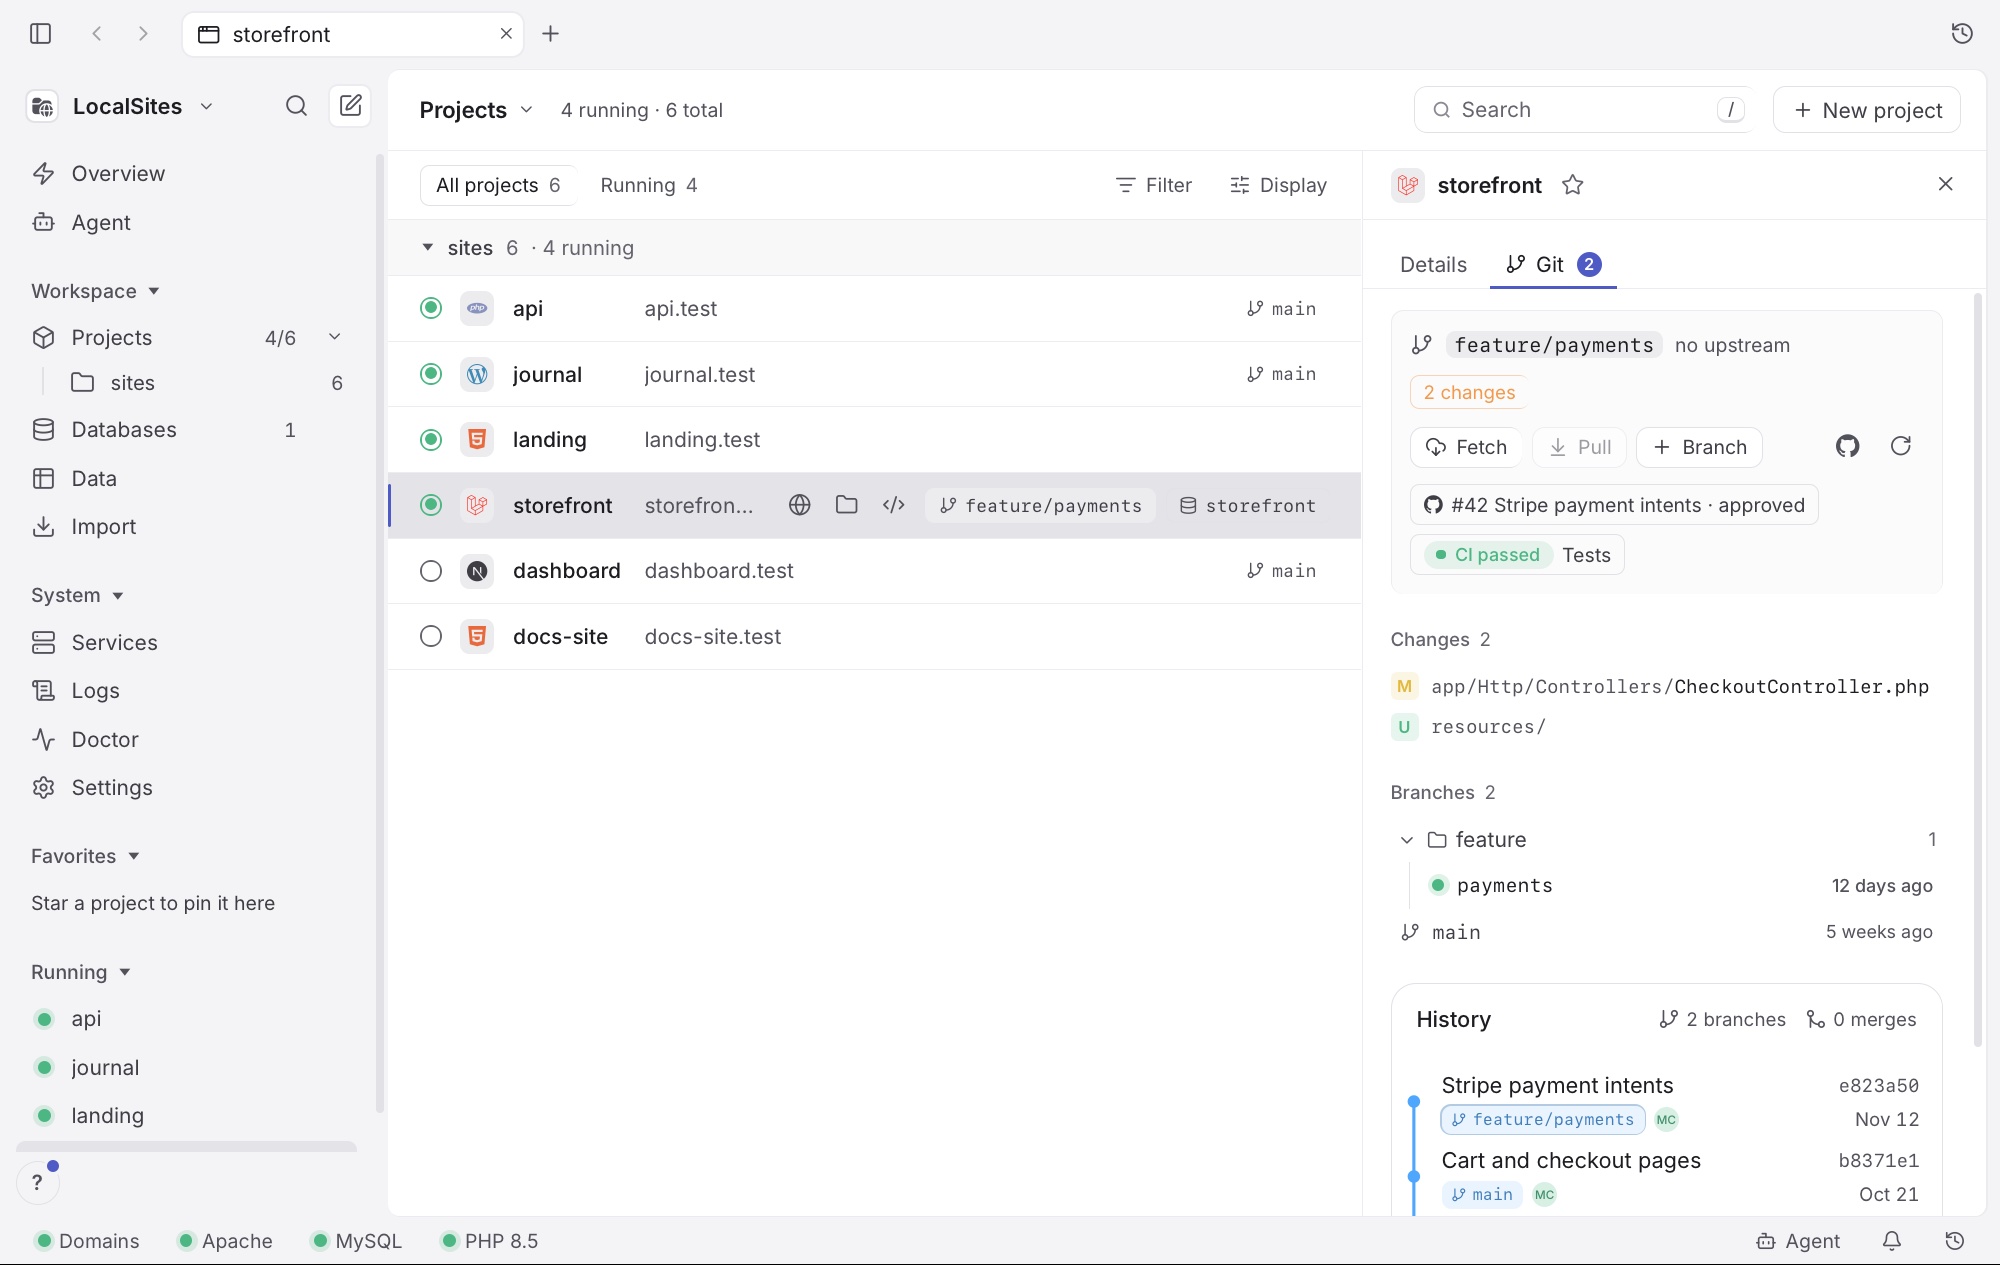 storefront
LocalSites
Overview
Agent
Workspace
Projects 4/6
sites 6
Databases 1
Data
Import
System
Services
Logs
Doctor
Settings
Favorites
Star a project to pin it here
Running
api
journal
landing
?
Projects 4 running · 6 total
Search /
New project
All projects 6 Running 4
Filter Display
sites 6 · 4 running
php api api.test main
journal journal.test main
landing landing.test
storefront storefron... feature/payments storefront
N dashboard dashboard.test main
docs-site docs-site.test
storefront
Details Git 2
feature/payments no upstream
2 changes
Fetch Pull Branch
#42 Stripe payment intents · approved
CI passed Tests
Changes 2
M app/Http/Controllers/CheckoutController.php
U resources/
Branches 2
feature 1
payments 12 days ago
main 5 weeks ago
History 2 branches 0 merges
Stripe payment intents e823a50
feature/payments MC Nov 12
Cart and checkout pages b8371e1
main MC Oct 21
Domains Apache MySQL PHP 8.5
Agent